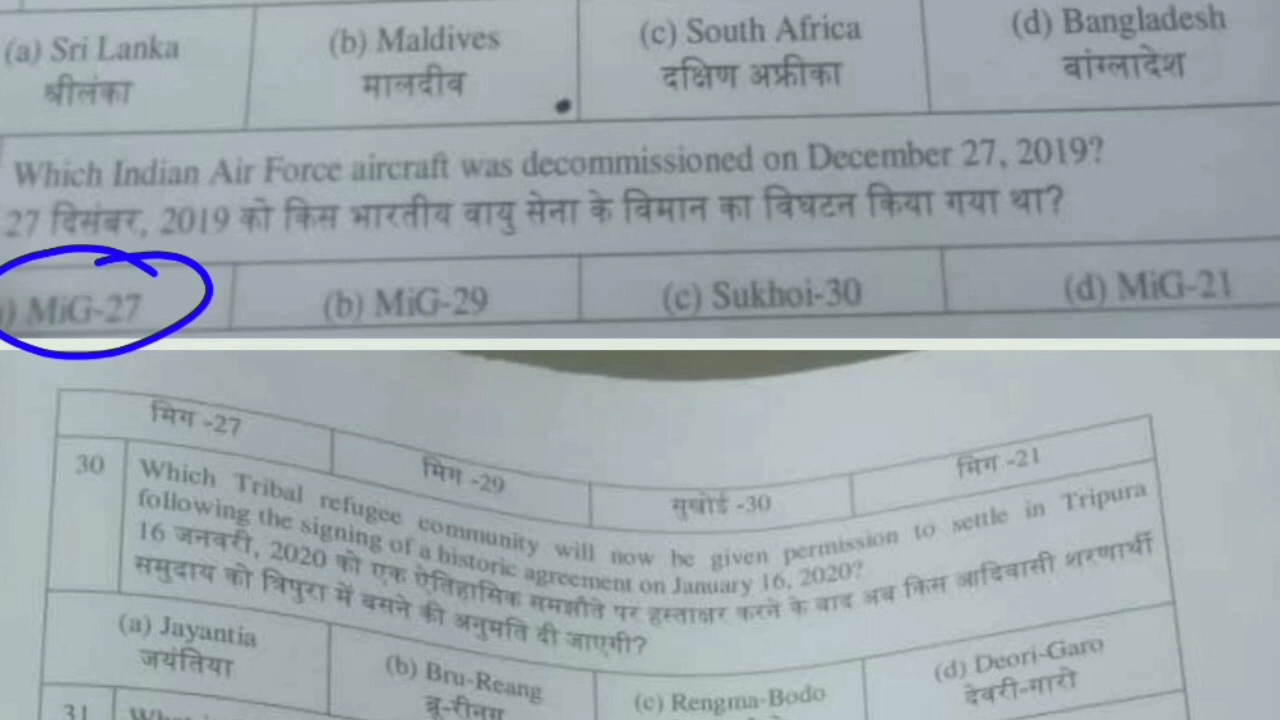 (a) Sri Lanka
श्रीलंका
(b) Maldives
मालदीव
(c) South Africa
दक्षिण अफ्रीका
(d) Bangladesh
बांग्लादेश
Which Indian Air Force aircraft was decommissioned on December 27, 2019?
27 दिसंबर, 2019 को किस भारतीय वायु सेना के विमान का विघटन किया गया था?
) MiG-27
(b) MiG-29
(c) Sukhoi-30
(d) MiG-21
मिग -27
मिग -29
सुखोई -30
मिग -21
30
Which Tribal refugee community will now be given permission to settle in Tripura
following the signing of a historic agreement on January 16, 2020?
16 जनवरी, 2020 को एक ऐतिहासिक समझौते पर हस्ताक्षर करने के बाद अब किस आदिवासी शरणार्थी
समुदाय को त्रिपुरा में बसने की अनुमति दी जाएगी?
(a) Jayantia
जयंतिया
(b) Bru-Reang
ब्रू-रीनग
(c) Rengma-Bodo
(d) Deori-Garo
देवरी-गारो
31